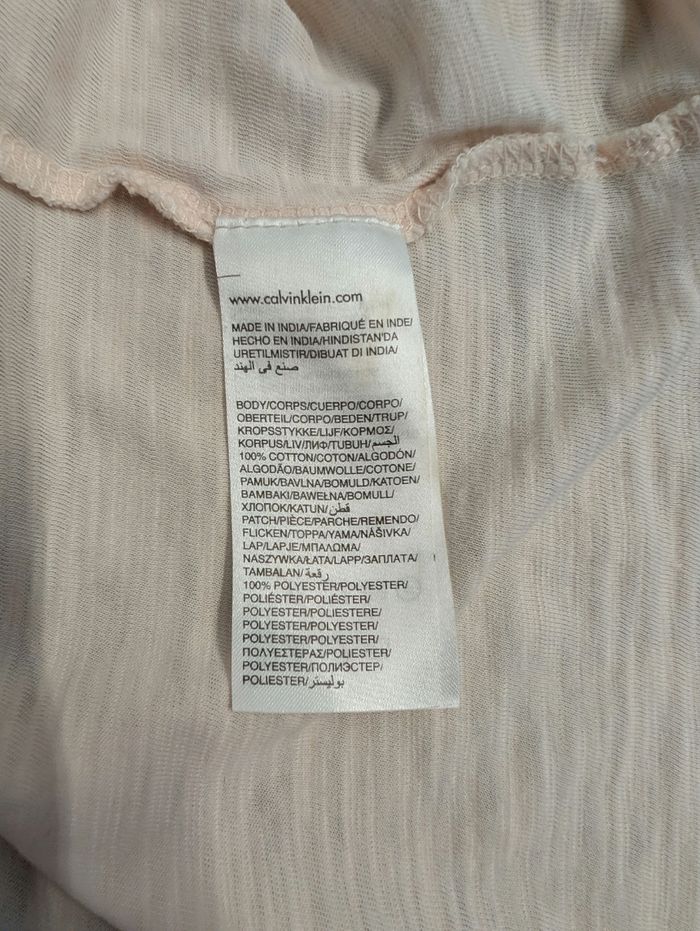 www.calvinklein.com
MADE IN INDIA/FABRIQUÉ EN INDE/
HECHO EN INDIA/HINDISTAN'DA
URETILMISTIR/DIBUAT DI INDIA/
صنع في الهند
BODY/CORPS/CUERPO/CORPO/
OBERTEIL/CORPO/BEDEN/TRUP/
KROPSSTYKKE/LIJF/ΚΟΡΜΟΣ/
KORPUS/LIV/ЛИФ/TUBUH/الجسم
100% COTTON/COTON/ALGODÓN/
ALGODÃO/BAUMWOLLE/COTONE/
PAMUK/BAVLNA/BOMULD/KATOEN/
BAMBAKI/BAWEŁNA/BOMULL/
ХЛОПОК/KATUN/قطن
PATCH/PIÈCE/PARCHE/REMENDO/
FLICKEN/TOPPA/YAMA/NÁŠIVKA/
LAP/LAPJE/ΜΠΑΛΩΜΑ/
NASZYWKA/ŁATA/LAPP/ЗАПЛАТА/
TAMBALAN/رقعة
100% POLYESTER/POLYESTER/
POLIÉSTER/POLIÉSTER/
POLYESTER/POLIESTERE/
POLYESTER/POLYESTER/
POLYESTER/POLYESTER/
ΠΟΛΥΕΣΤΕΡΑΣ/POLIESTER/
POLYESTER/ПОЛИЭСТЕР/
POLIESTER/بوليستر